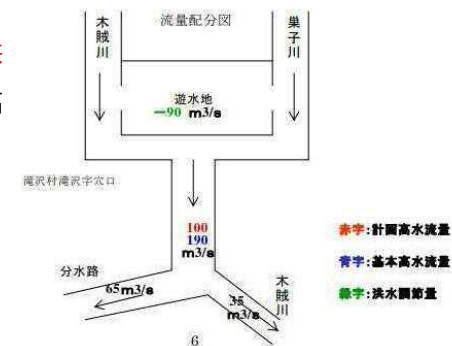 流量配分図
木賊川
巣子川
遊水地
－90 m3/s
滝沢村滝沢字穴口
100
190
m3/s
赤字:計画高水流量
青字:基本高水流量
緑字:洪水調節量
分水路
65m3/s
木賊川
35
m3/s
6